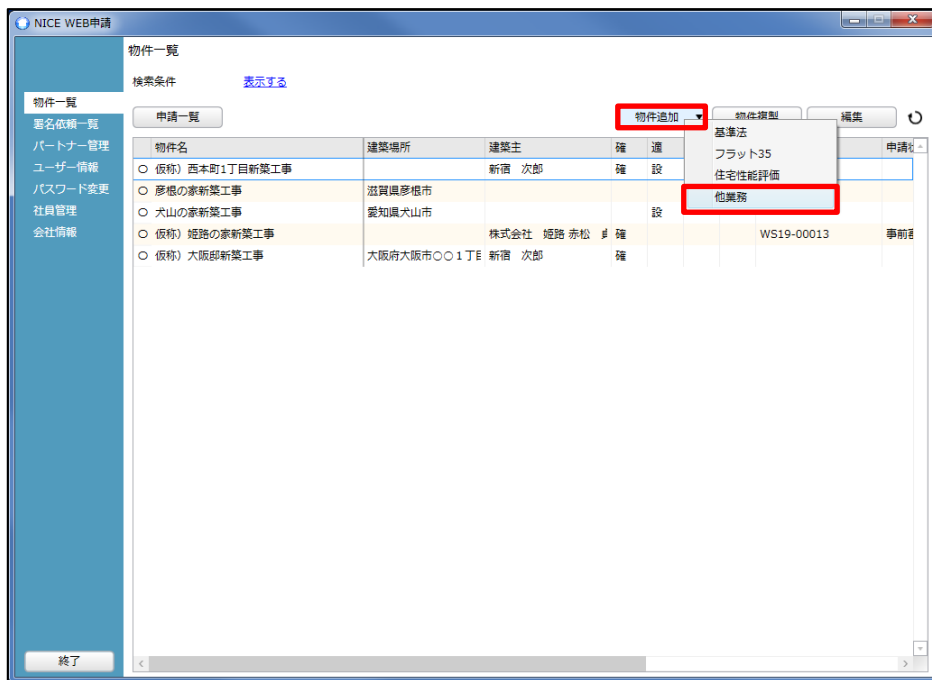 NICE WEB申請
物件一覧
検索条件 表示する
物件一覧
署名依頼一覧
パートナー管理
ユーザー情報
パスワード変更
社員管理
会社情報
申請一覧 物件追加 ▼ 物件複製 編集
基準法
フラット35
住宅性能評価
他業務
物件名 建築場所 建築主 確 適 申請
○ 仮称）西本町1丁目新築工事 新宿 次郎 確 設
○ 彦根の家新築工事 滋賀県彦根市
○ 犬山の家新築工事 愛知県犬山市 設
○ 仮称）姫路の家新築工事 株式会社 姫路 赤松 確 WS19-00013 事前
○ 仮称）大阪邸新築工事 大阪府大阪市○○1丁目 新宿 次郎 確
終了